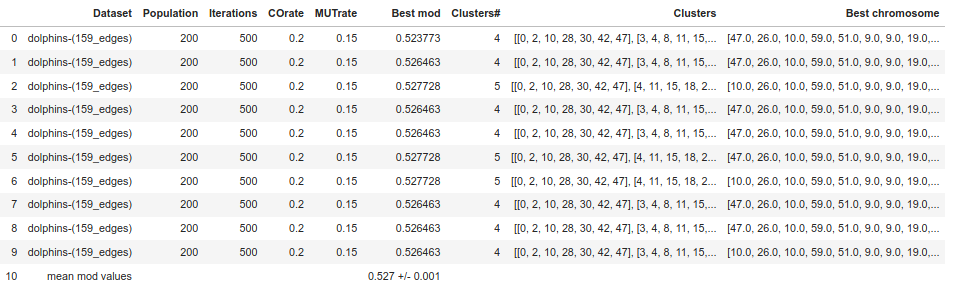 Dataset Population Iterations COrate MUTrate Best mod Clusters# Clusters Best chromosome
0 dolphins-(159_edges) 200 500 0.2 0.15 0.523773 4 [[0, 2, 10, 28, 30, 42, 47], [3, 4, 8, 11, 15,... [47.0, 26.0, 10.0, 59.0, 51.0, 9.0, 9.0, 19.0,...
1 dolphins-(159_edges) 200 500 0.2 0.15 0.526463 4 [[0, 2, 10, 28, 30, 42, 47], [3, 4, 8, 11, 15,... [47.0, 26.0, 10.0, 59.0, 51.0, 9.0, 9.0, 19.0,...
2 dolphins-(159_edges) 200 500 0.2 0.15 0.527728 5 [[0, 2, 10, 28, 30, 42, 47], [4, 11, 15, 18, 2... [10.0, 26.0, 10.0, 59.0, 51.0, 9.0, 9.0, 19.0,...
3 dolphins-(159_edges) 200 500 0.2 0.15 0.526463 4 [[0, 2, 10, 28, 30, 42, 47], [3, 4, 8, 11, 15,... [47.0, 26.0, 10.0, 59.0, 51.0, 9.0, 9.0, 19.0,...
4 dolphins-(159_edges) 200 500 0.2 0.15 0.526463 4 [[0, 2, 10, 28, 30, 42, 47], [3, 4, 8, 11, 15,... [47.0, 26.0, 10.0, 59.0, 51.0, 9.0, 9.0, 19.0,...
5 dolphins-(159_edges) 200 500 0.2 0.15 0.527728 5 [[0, 2, 10, 28, 30, 42, 47], [4, 11, 15, 18, 2... [47.0, 26.0, 10.0, 59.0, 51.0, 9.0, 9.0, 19.0,...
6 dolphins-(159_edges) 200 500 0.2 0.15 0.527728 5 [[0, 2, 10, 28, 30, 42, 47], [4, 11, 15, 18, 2... [10.0, 26.0, 10.0, 59.0, 51.0, 9.0, 9.0, 19.0,...
7 dolphins-(159_edges) 200 500 0.2 0.15 0.526463 4 [[0, 2, 10, 28, 30, 42, 47], [3, 4, 8, 11, 15,... [47.0, 26.0, 10.0, 59.0, 51.0, 9.0, 9.0, 19.0,...
8 dolphins-(159_edges) 200 500 0.2 0.15 0.526463 4 [[0, 2, 10, 28, 30, 42, 47], [3, 4, 8, 11, 15,... [47.0, 26.0, 10.0, 59.0, 51.0, 9.0, 9.0, 19.0,...
9 dolphins-(159_edges) 200 500 0.2 0.15 0.526463 4 [[0, 2, 10, 28, 30, 42, 47], [3, 4, 8, 11, 15,... [10.0, 26.0, 10.0, 59.0, 51.0, 9.0, 9.0, 19.0,...
10 mean mod values 0.527 +/- 0.001